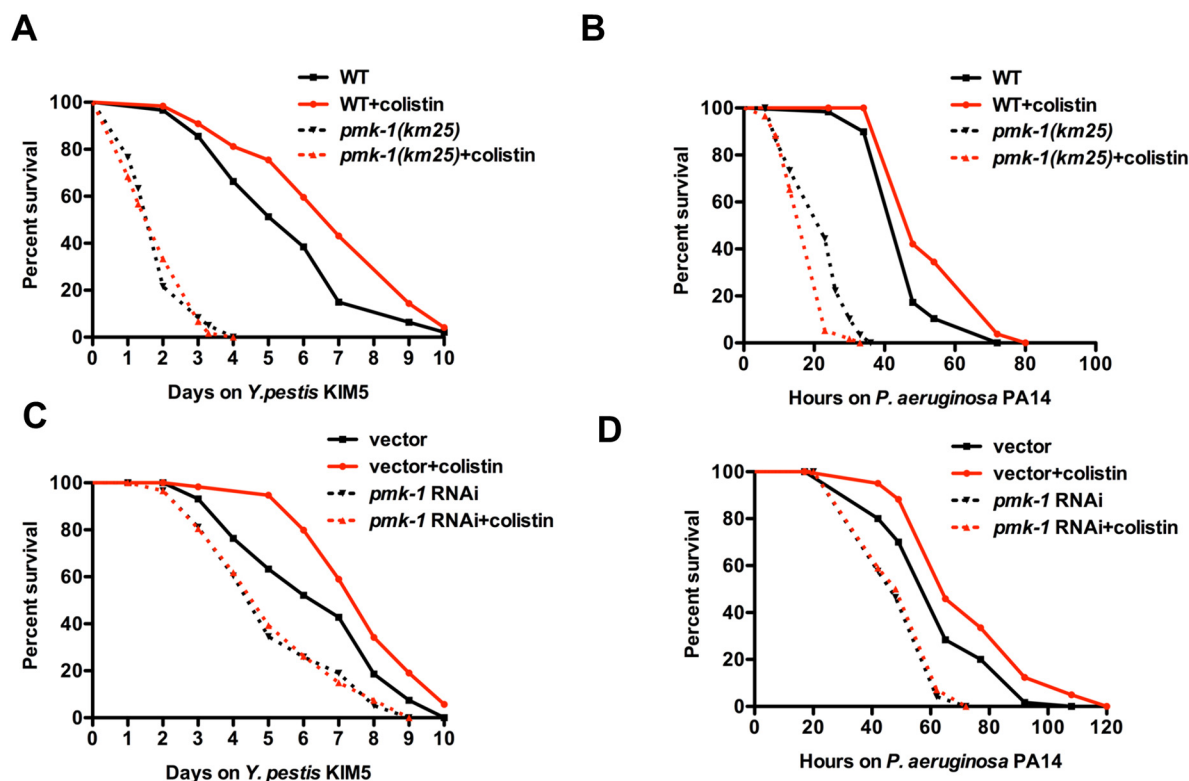 A
WT
WT+colistin
pmk-1(km25)
pmk-1(km25)+colistin
Percent survival
100
80
60
40
20
0
0 1 2 3 4 5 6 7 8 9 10
Days on Y.pestis KIM5
B
WT
WT+colistin
pmk-1(km25)
pmk-1(km25)+colistin
Percent survival
100
80
60
40
20
0
0 20 40 60 80 100
Hours on P. aeruginosa PA14
C
vector
vector+colistin
pmk-1 RNAi
pmk-1 RNAi+colistin
Percent survival
100
80
60
40
20
0
0 1 2 3 4 5 6 7 8 9 10
Days on Y.pestis KIM5
D
vector
vector+colistin
pmk-1 RNAi
pmk-1 RNAi+colistin
Percent survival
100
80
60
40
20
0
0 20 40 60 80 100 120
Hours on P. aeruginosa PA14